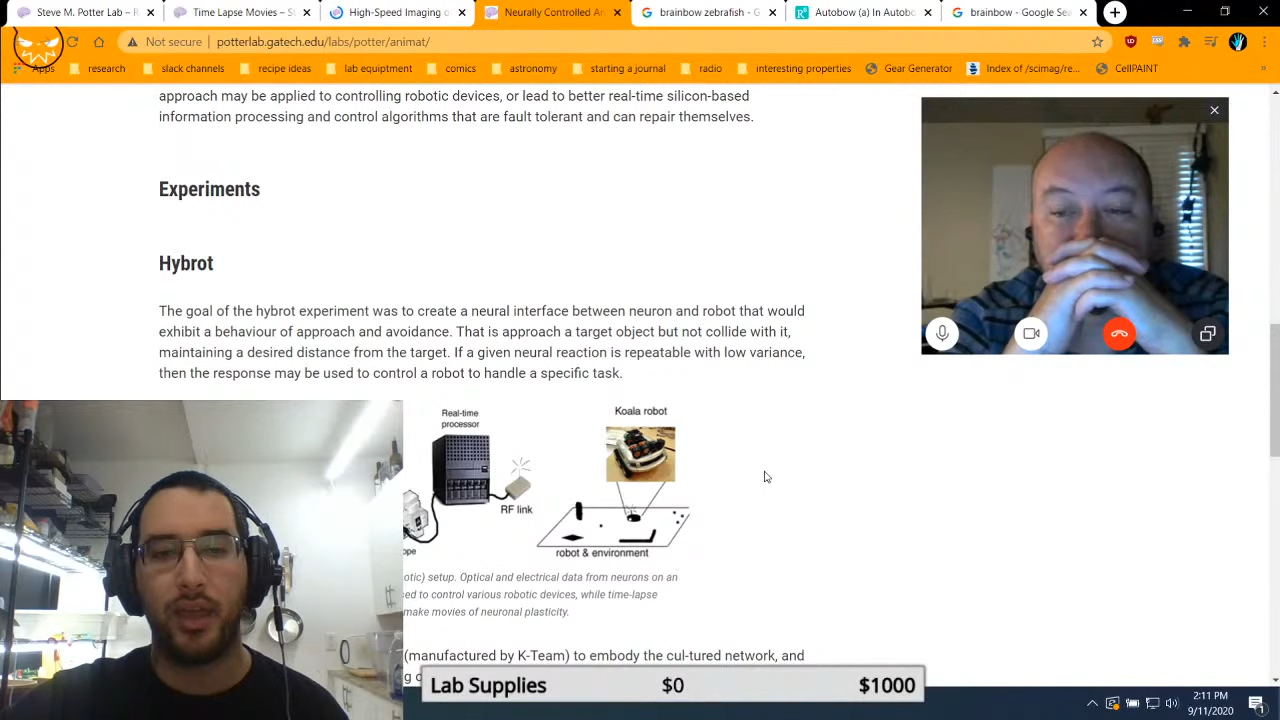 Steve M. Potter Lab – R
Time Lapse Movies – St
High-Speed Imaging o
Neurally Controlled An
brainbow zebrafish - G
Autobow (a) In Autobo
brainbow - Google Sea
Not secure
potterlab.gatech.edu/labs/potter/animat/
Apps
research
slack channels
recipe ideas
lab equiptment
comics
astronomy
starting a journal
radio
interesting properties
Gear Generator
Index of /scimag/re...
CellPAINT
approach may be applied to controlling robotic devices, or lead to better real-time silicon-based
information processing and control algorithms that are fault tolerant and can repair themselves.
Experiments
Hybrot
The goal of the hybrot experiment was to create a neural interface between neuron and robot that would
exhibit a behaviour of approach and avoidance. That is approach a target object but not collide with it,
maintaining a desired distance from the target. If a given neural reaction is repeatable with low variance,
then the response may be used to control a robot to handle a specific task.
Real-time
processor
Koala robot
RF link
ope
robot & environment
otic) setup. Optical and electrical data from neurons on an
ed to control various robotic devices, while time-lapse
make movies of neuronal plasticity.
(manufactured by K-Team) to embody the cul-tured network, and
Lab Supplies $0 $1000
2:11 PM
9/11/2020